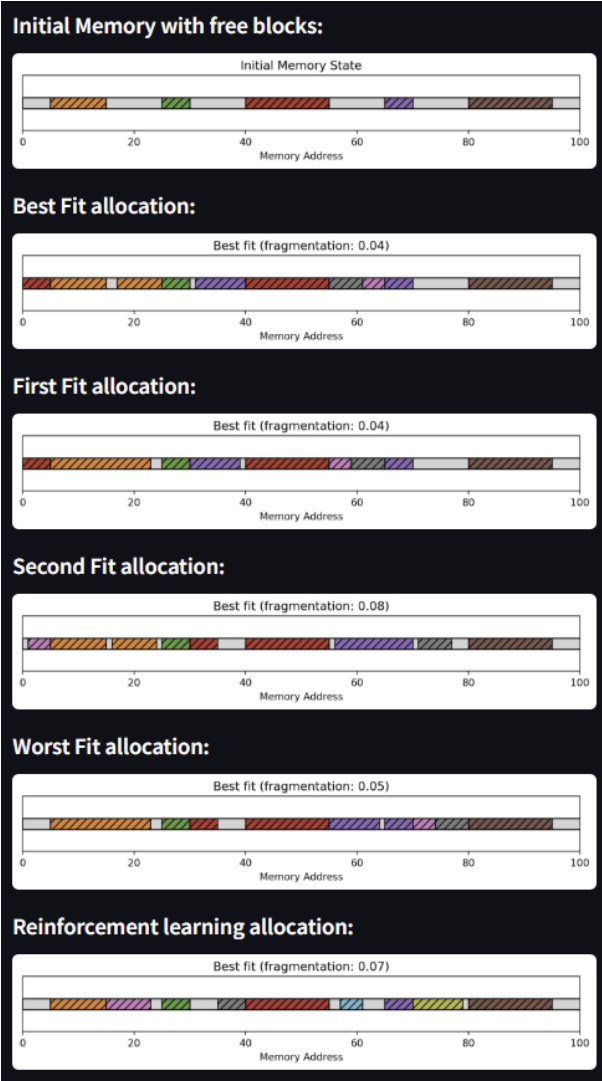 Initial Memory with free blocks:
Initial Memory State
0 20 40 60 80 100
Memory Address
Best Fit allocation:
Best fit (fragmentation: 0.04)
0 20 40 60 80 100
Memory Address
First Fit allocation:
Best fit (fragmentation: 0.04)
0 20 40 60 80 100
Memory Address
Second Fit allocation:
Best fit (fragmentation: 0.08)
0 20 40 60 80 100
Memory Address
Worst Fit allocation:
Best fit (fragmentation: 0.05)
0 20 40 60 80 100
Memory Address
Reinforcement learning allocation:
Best fit (fragmentation: 0.07)
0 20 40 60 80 100
Memory Address